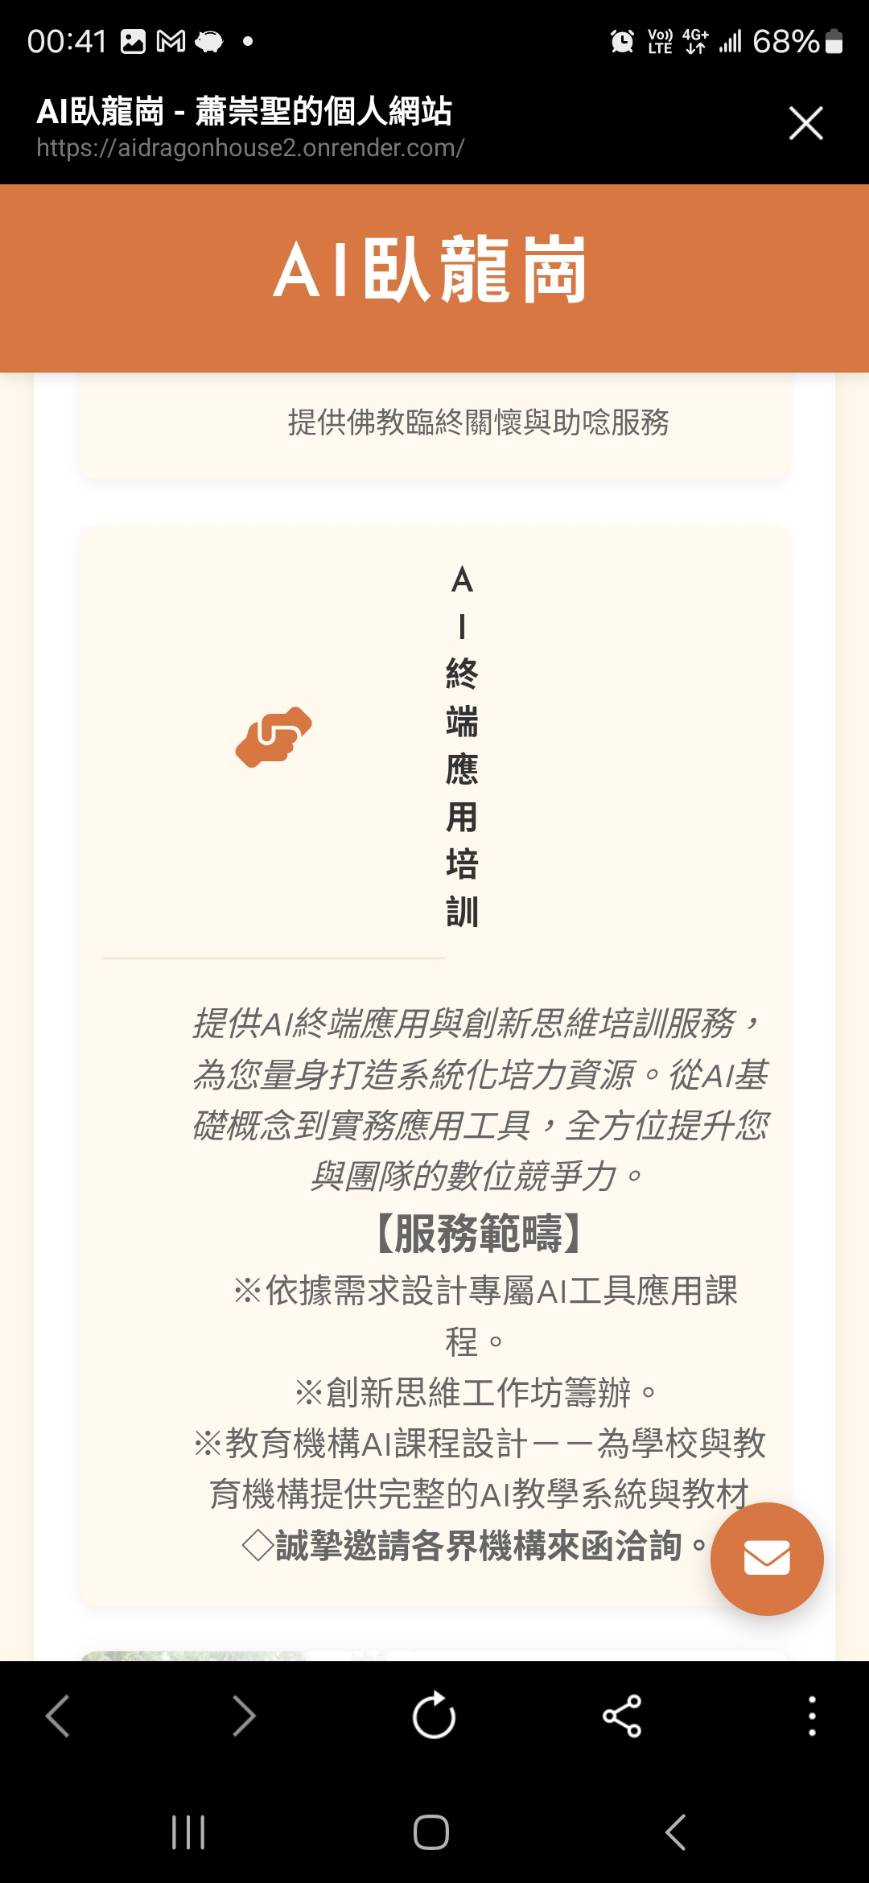 00:41
Vo)) LTE 4G+ 68%
AI臥龍崗 - 蕭崇聖的個人網站
https://aidragonhouse2.onrender.com/
AI臥龍崗
提供佛教臨終關懷與助唸服務
A
I
終
端
應
用
培
訓
提供AI終端應用與創新思維培訓服務，
為您量身打造系統化培力資源。從AI基
礎概念到實務應用工具，全方位提升您
與團隊的數位競爭力。
【服務範疇】
※依據需求設計專屬AI工具應用課
程。
※創新思維工作坊籌辦。
※教育機構AI課程設計－－為學校與教
育機構提供完整的AI教學系統與教材
◇誠摯邀請各界機構來函洽詢。